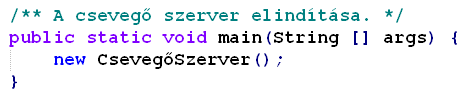 /** A csevegő szerver elindítása. */
public static void main(String [] args) {
    new CsevegőSzerver();
}